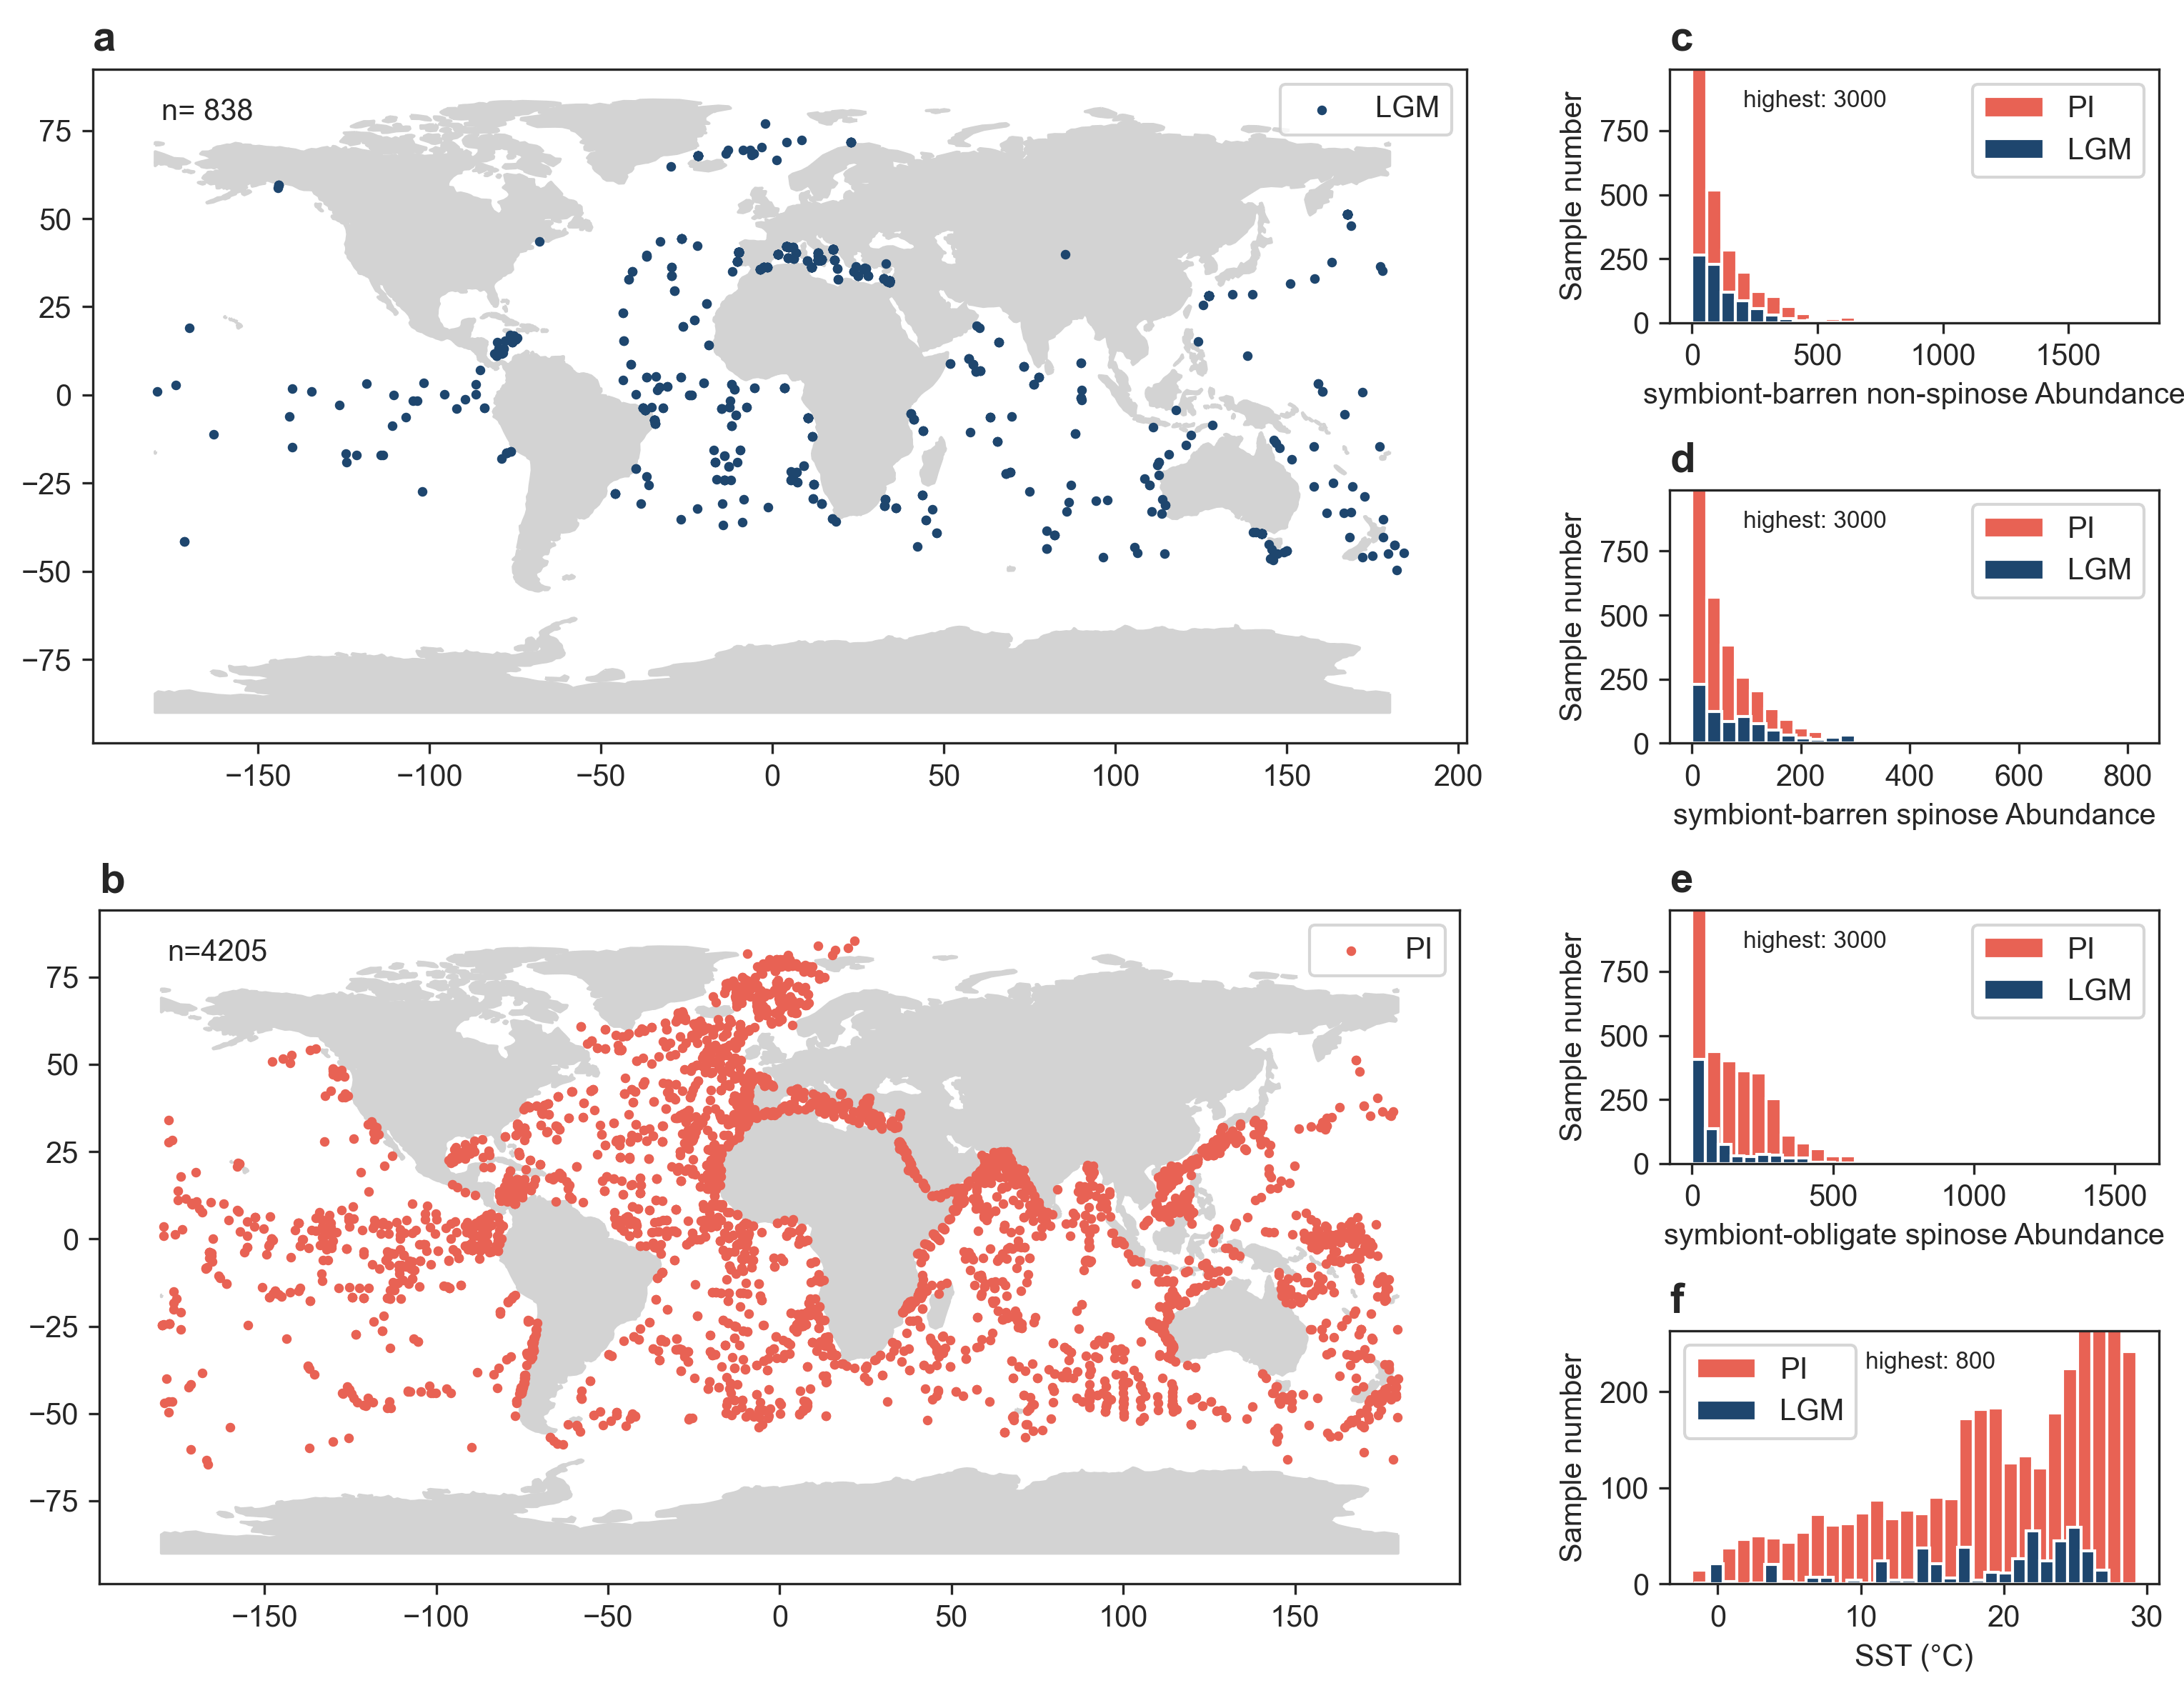 a
n= 838
LGM
75
50
25
0
−25
−50
−75
−150 −100 −50 0 50 100 150 200
b
n=4205
PI
75
50
25
0
−25
−50
−75
−150 −100 −50 0 50 100 150
c
highest: 3000
PI
LGM
Sample number
750
500
250
0
0 500 1000 1500
symbiont-barren non-spinose Abundance
d
highest: 3000
PI
LGM
Sample number
750
500
250
0
0 200 400 600 800
symbiont-barren spinose Abundance
e
highest: 3000
PI
LGM
Sample number
750
500
250
0
0 500 1000 1500
symbiont-obligate spinose Abundance
f
PI
LGM
highest: 800
Sample number
200
100
0
0 10 20 30
SST (°C)